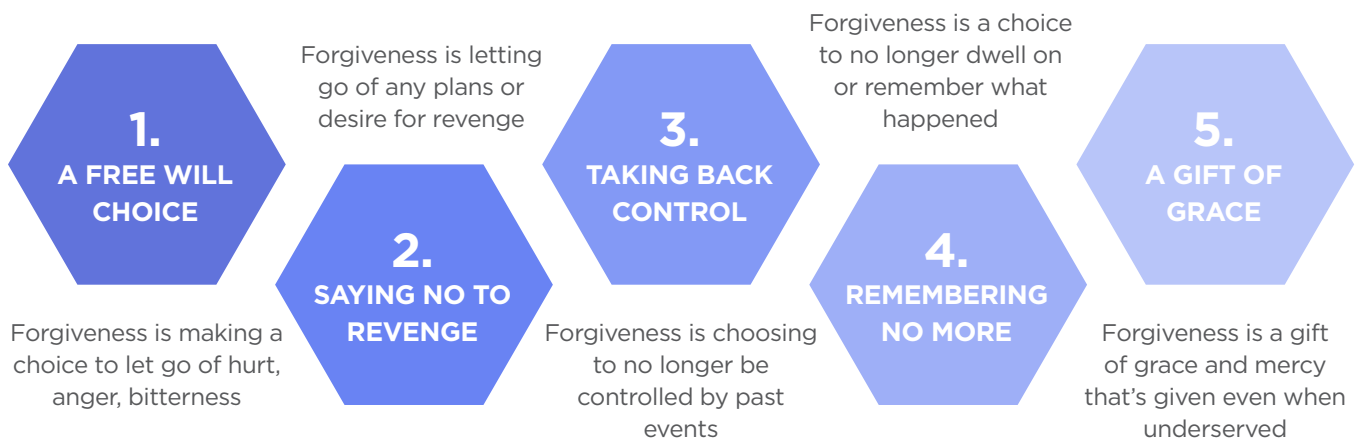 1.
A FREE WILL
CHOICE
Forgiveness is making a
choice to let go of hurt,
anger, bitterness
Forgiveness is letting
go of any plans or
desire for revenge
2.
SAYING NO TO
REVENGE
3.
TAKING BACK
CONTROL
Forgiveness is choosing
to no longer be
controlled by past
events
Forgiveness is a choice
to no longer dwell on
or remember what
happened
4.
REMEMBERING
NO MORE
5.
A GIFT OF
GRACE
Forgiveness is a gift
of grace and mercy
that’s given even when
underserved